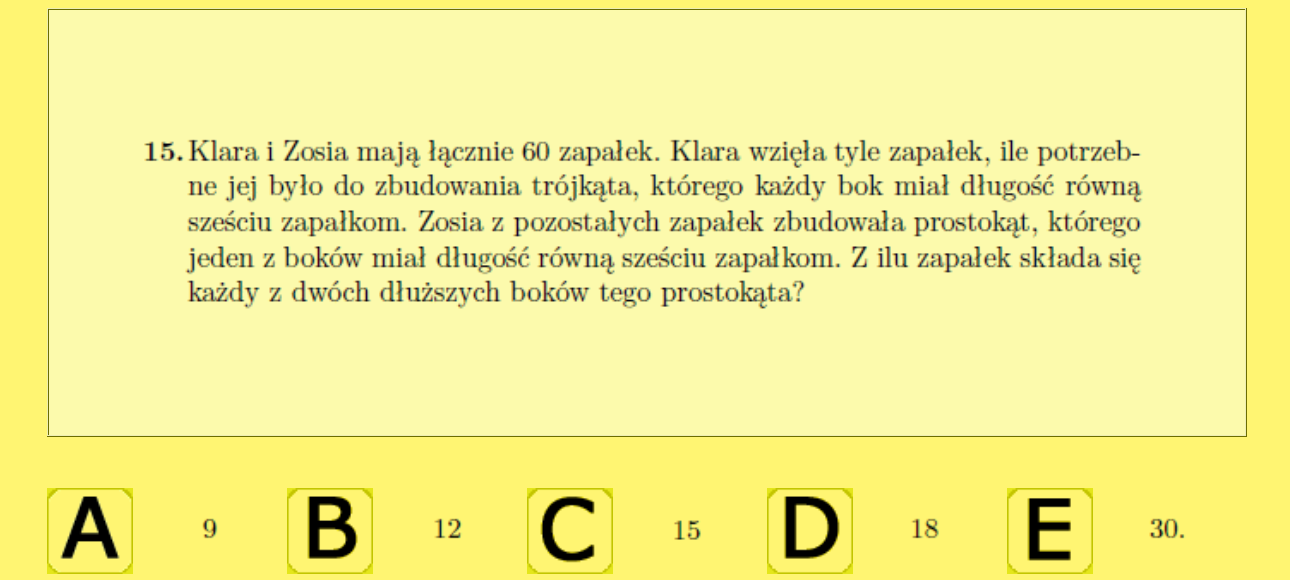 15. Klara i Zosia mają łącznie 60 zapałek. Klara wzięła tyle zapałek, ile potrzeb-
ne jej było do zbudowania trójkąta, którego każdy bok miał długość równą
sześciu zapałkom. Zosia z pozostałych zapałek zbudowała prostokąt, którego
jeden z boków miał długość równą sześciu zapałkom. Z ilu zapałek składa się
każdy z dwóch dłuższych boków tego prostokąta?
A 9 B 12 C 15 D 18 E 30.